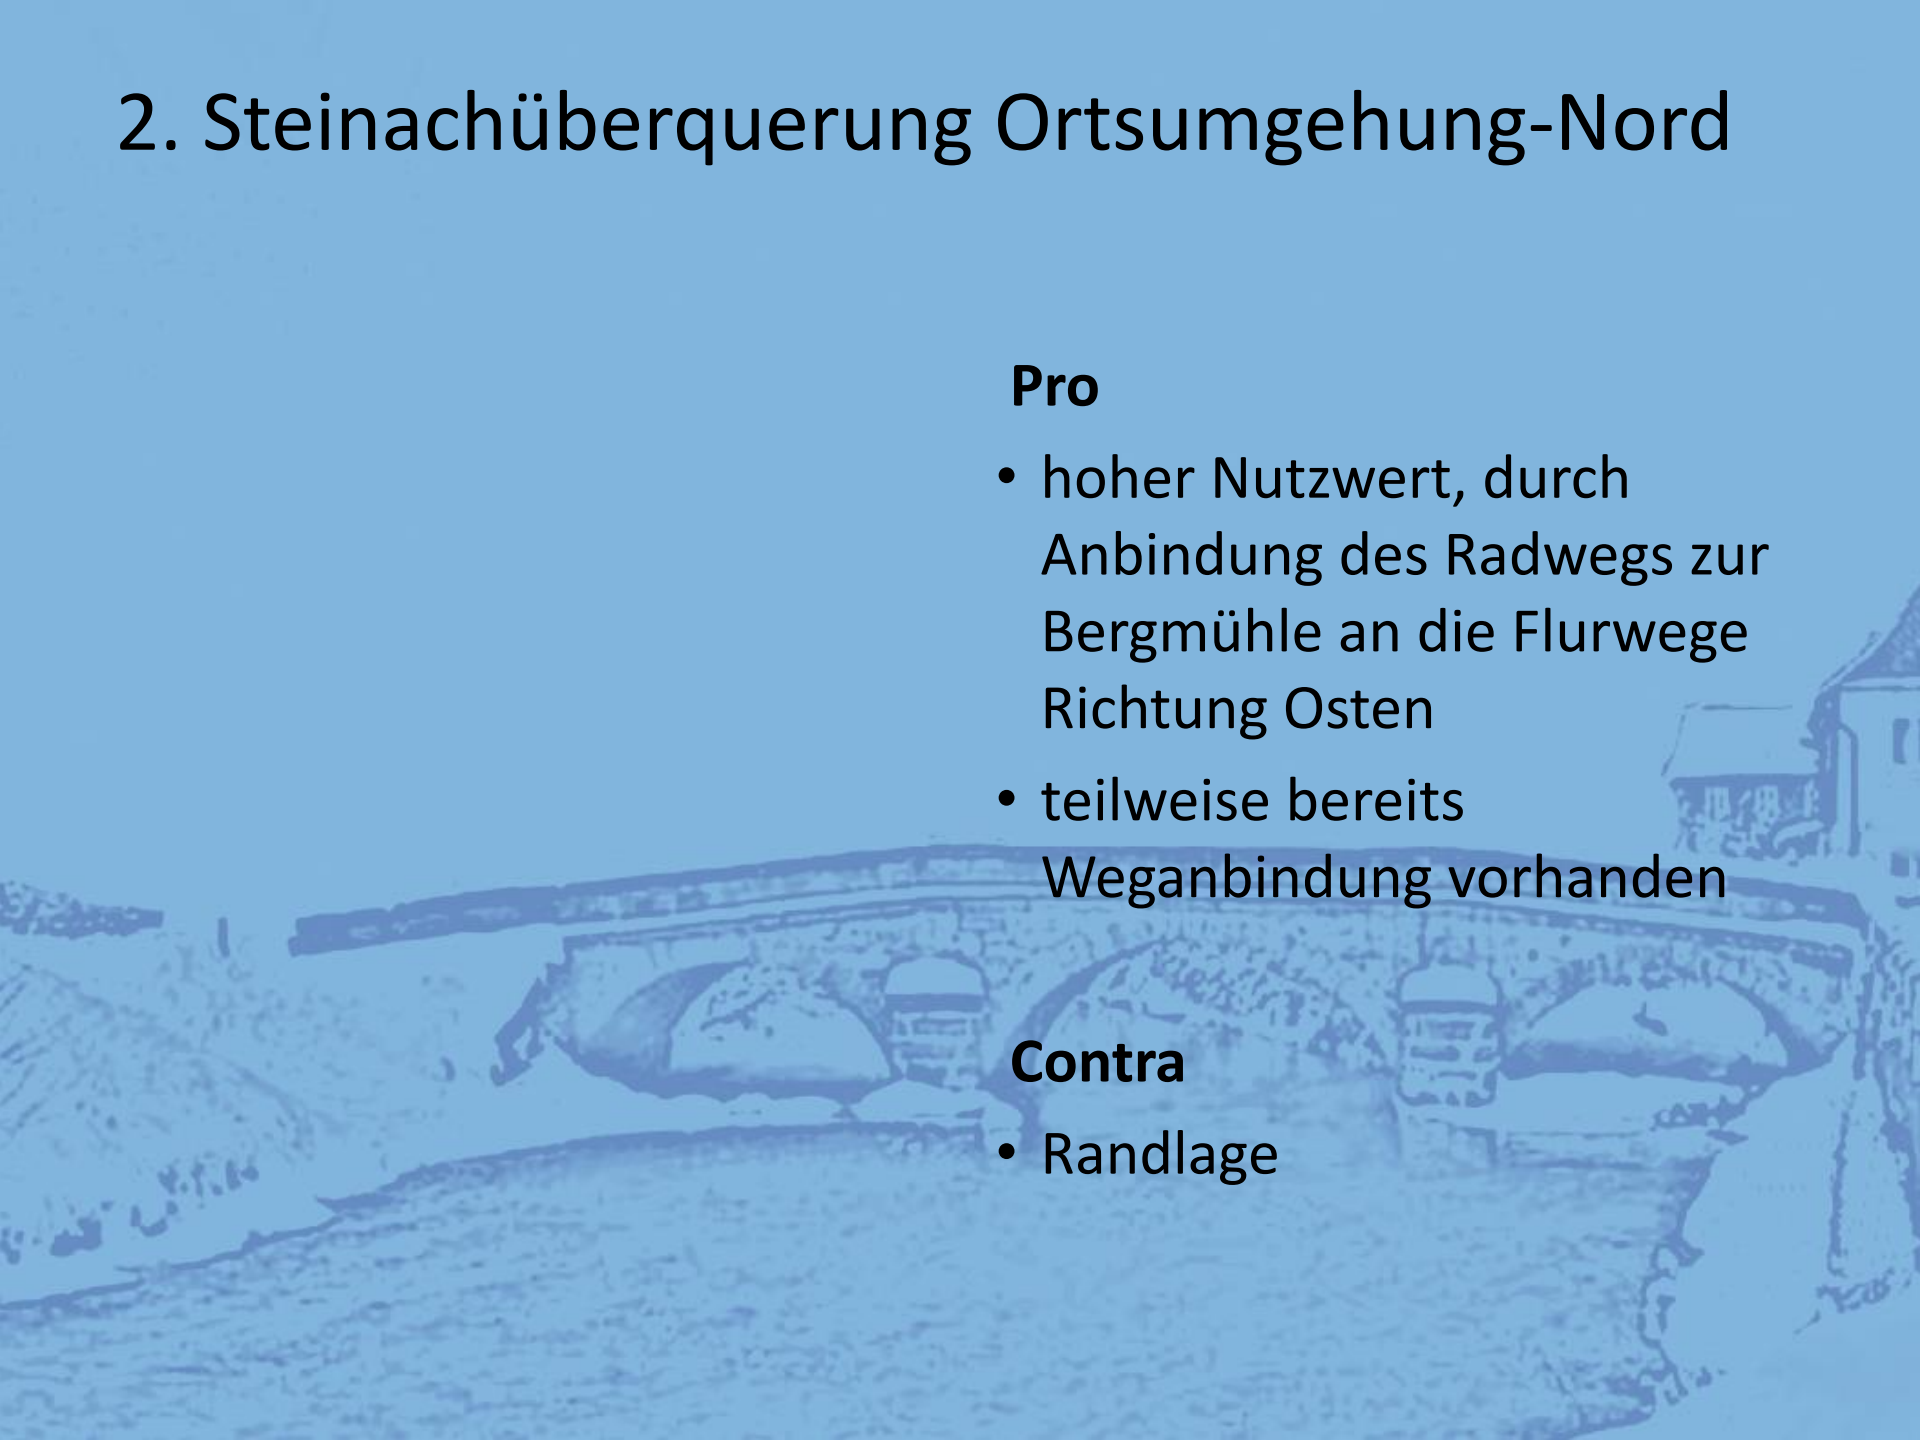 2. Steinachüberquerung Ortsumgehung-Nord
Pro
• hoher Nutzwert, durch
Anbindung des Radwegs zur
Bergmühle an die Flurwege
Richtung Osten
• teilweise bereits
Weganbindung vorhanden
Contra
• Randlage